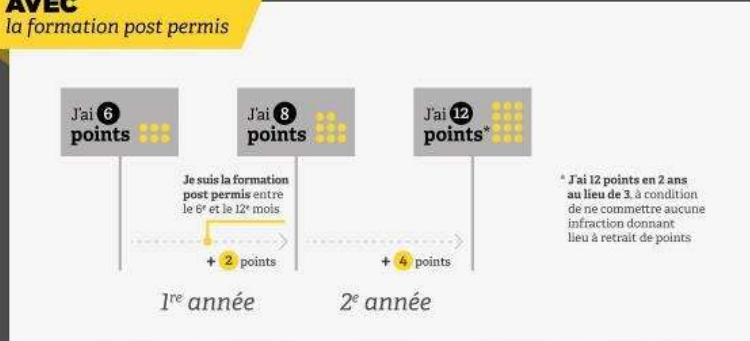 AVEC
la formation post permis
J'ai 6
points
J'ai 8
points
J'ai 12
points*
Je suis la formation
post permis entre
le 6e et le 12e mois
* J'ai 12 points en 2 ans
au lieu de 3, à condition
de ne commettre aucune
infraction donnant
lieu à retrait de points
+ 2 points
+ 4 points
1re année
2e année